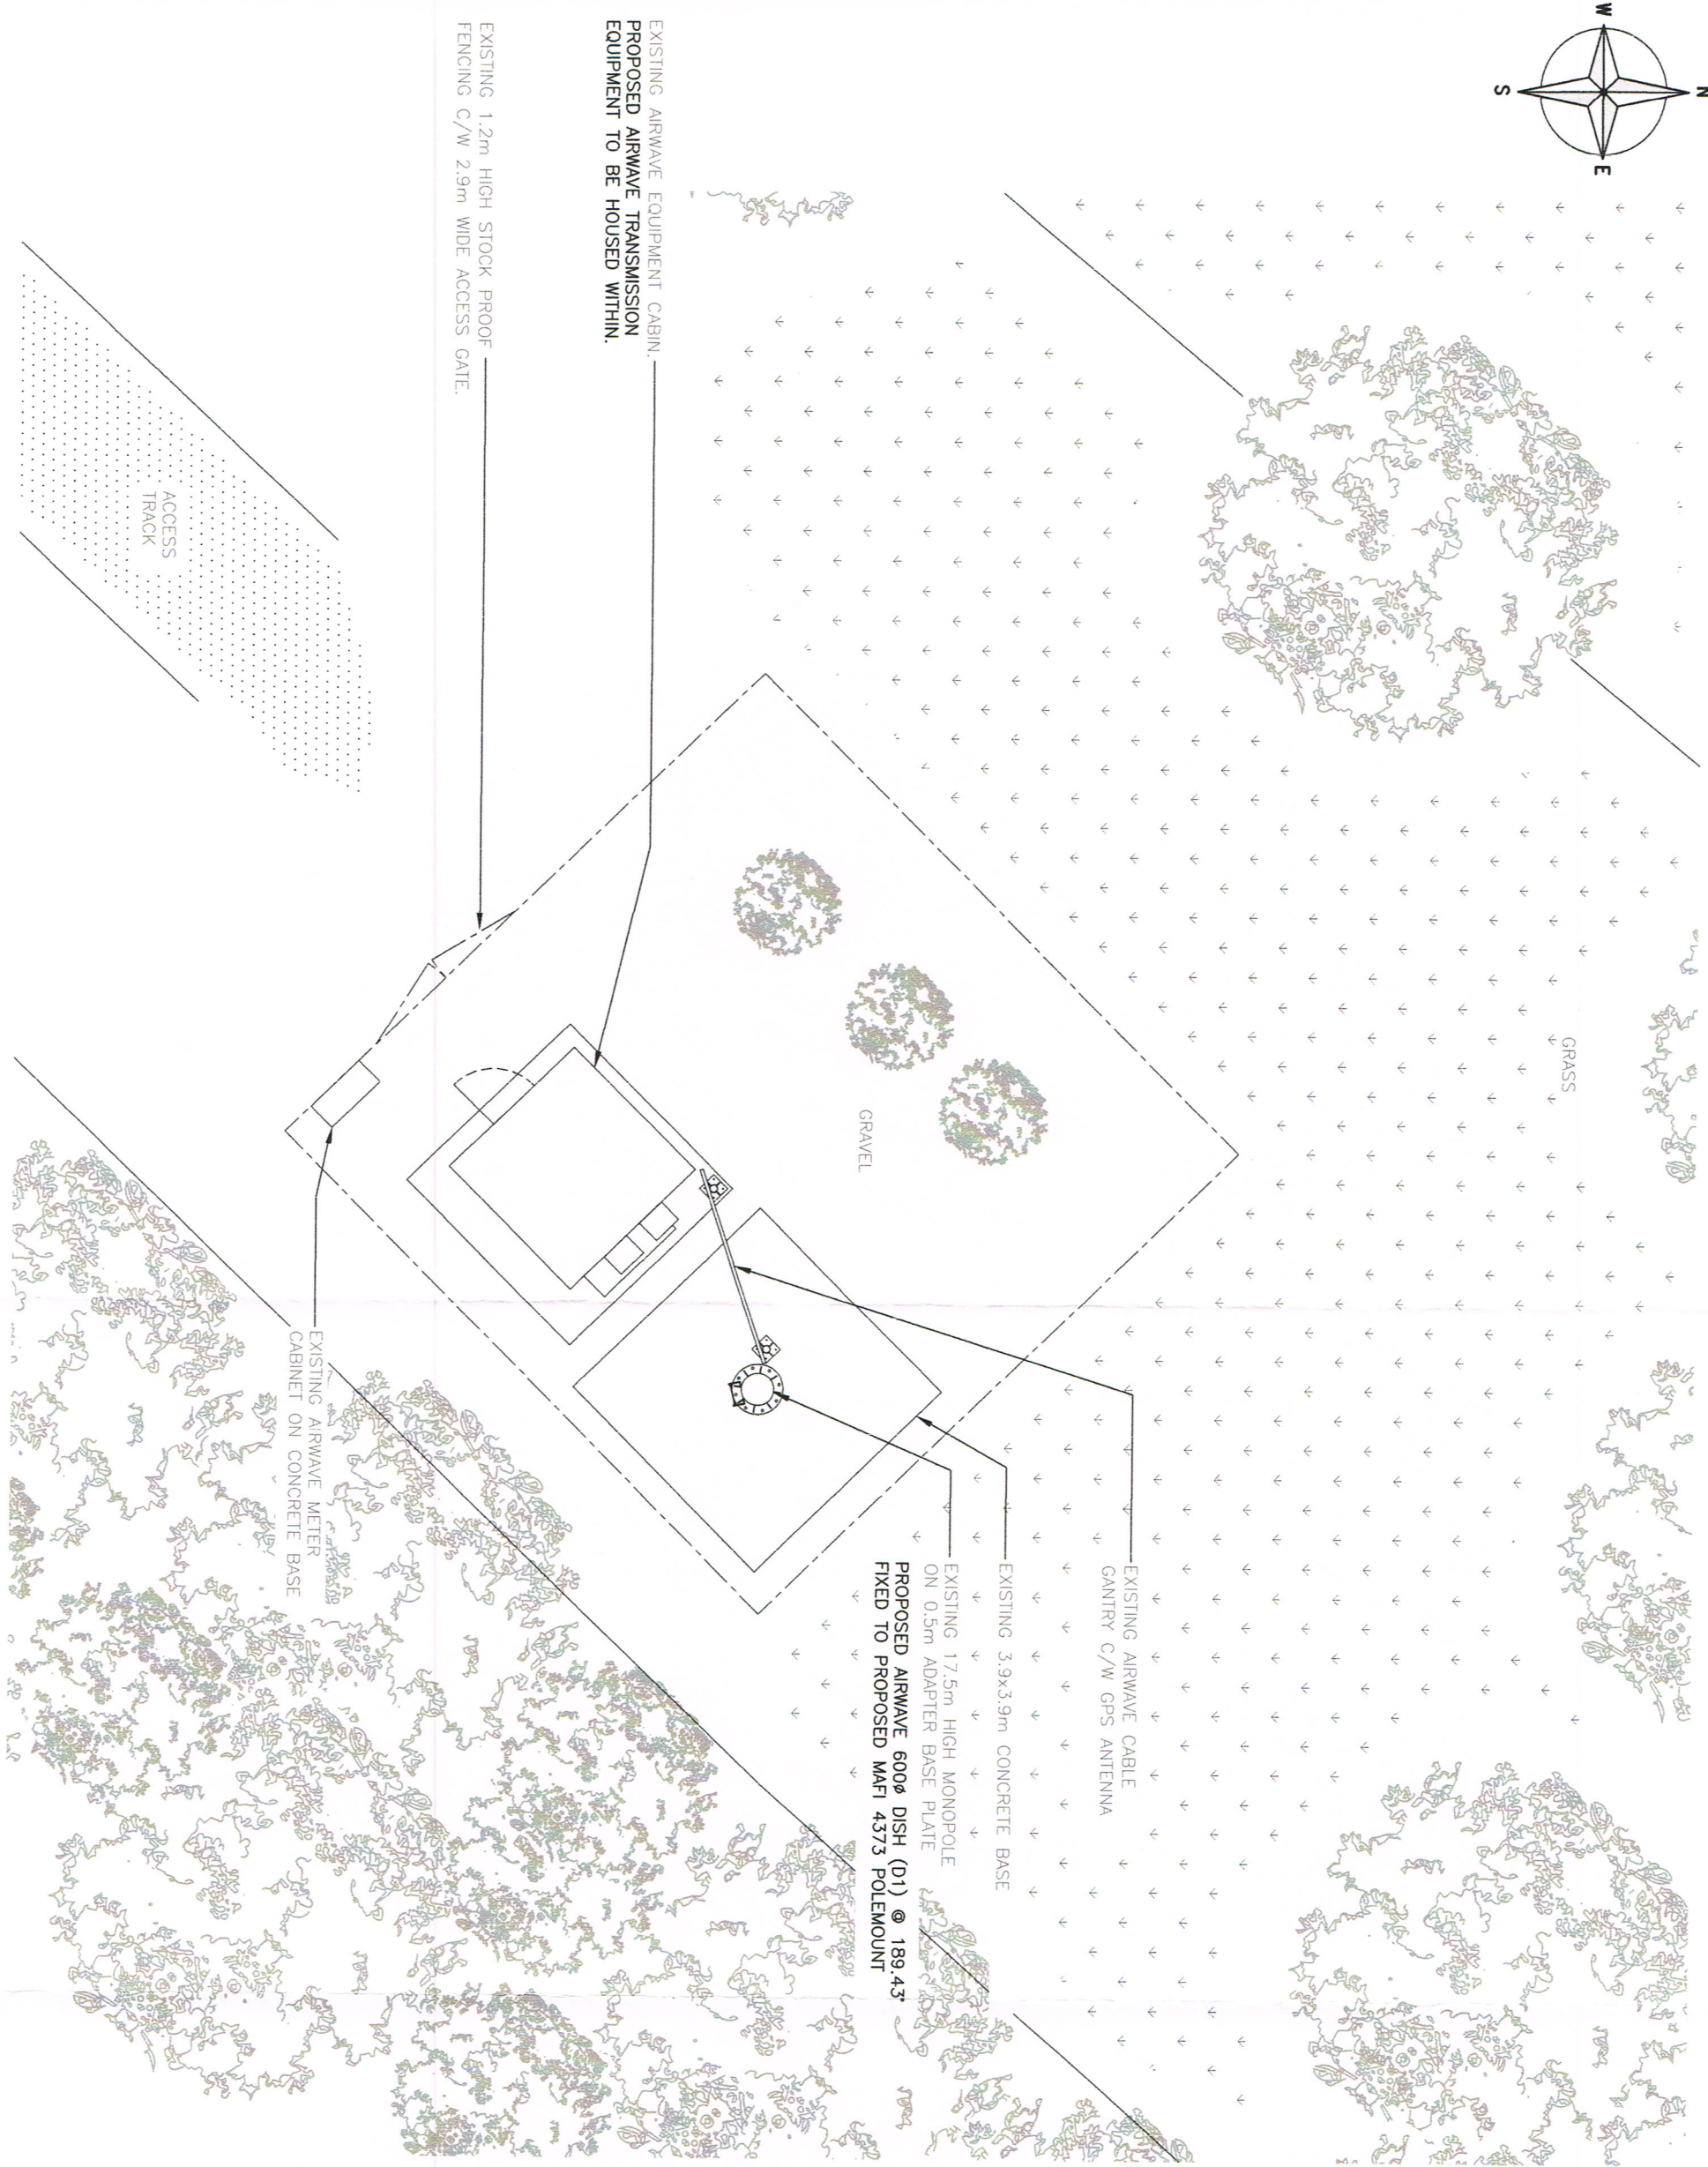 N
W
E
S
GRASS
EXISTING AIRWAVE CABLE
GANTRY C/W GPS ANTENNA
EXISTING 3.9x3.9m CONCRETE BASE
EXISTING 17.5m HIGH MONOPOLE
ON 0.5m ADAPTER BASE PLATE
PROPOSED AIRWAVE 600ø DISH (D1) @ 189.43°
FIXED TO PROPOSED MAFI 4373 POLEMOUNT
GRAVEL
EXISTING AIRWAVE EQUIPMENT CABIN.
PROPOSED AIRWAVE TRANSMISSION
EQUIPMENT TO BE HOUSED WITHIN.
EXISTING 1.2m HIGH STOCK PROOF
FENCING C/W 2.9m WIDE ACCESS GATE.
EXISTING AIRWAVE METER
CABINET ON CONCRETE BASE
ACCESS
TRACK